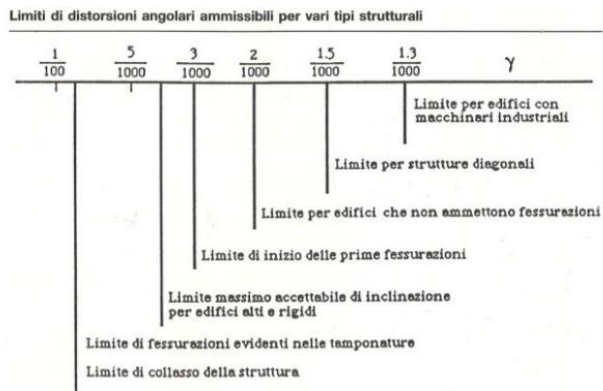 Limiti di distorsioni angolari ammissibili per vari tipi strutturali
1/100 5/1000 3/1000 2/1000 1.5/1000 1.3/1000 γ
Limite per edifici con
macchinari industriali
Limite per strutture diagonali
Limite per edifici che non ammettono fessurazioni
Limite di inizio delle prime fessurazioni
Limite massimo accettabile di inclinazione
per edifici alti e rigidi
Limite di fessurazioni evidenti nelle tamponature
Limite di collasso della struttura